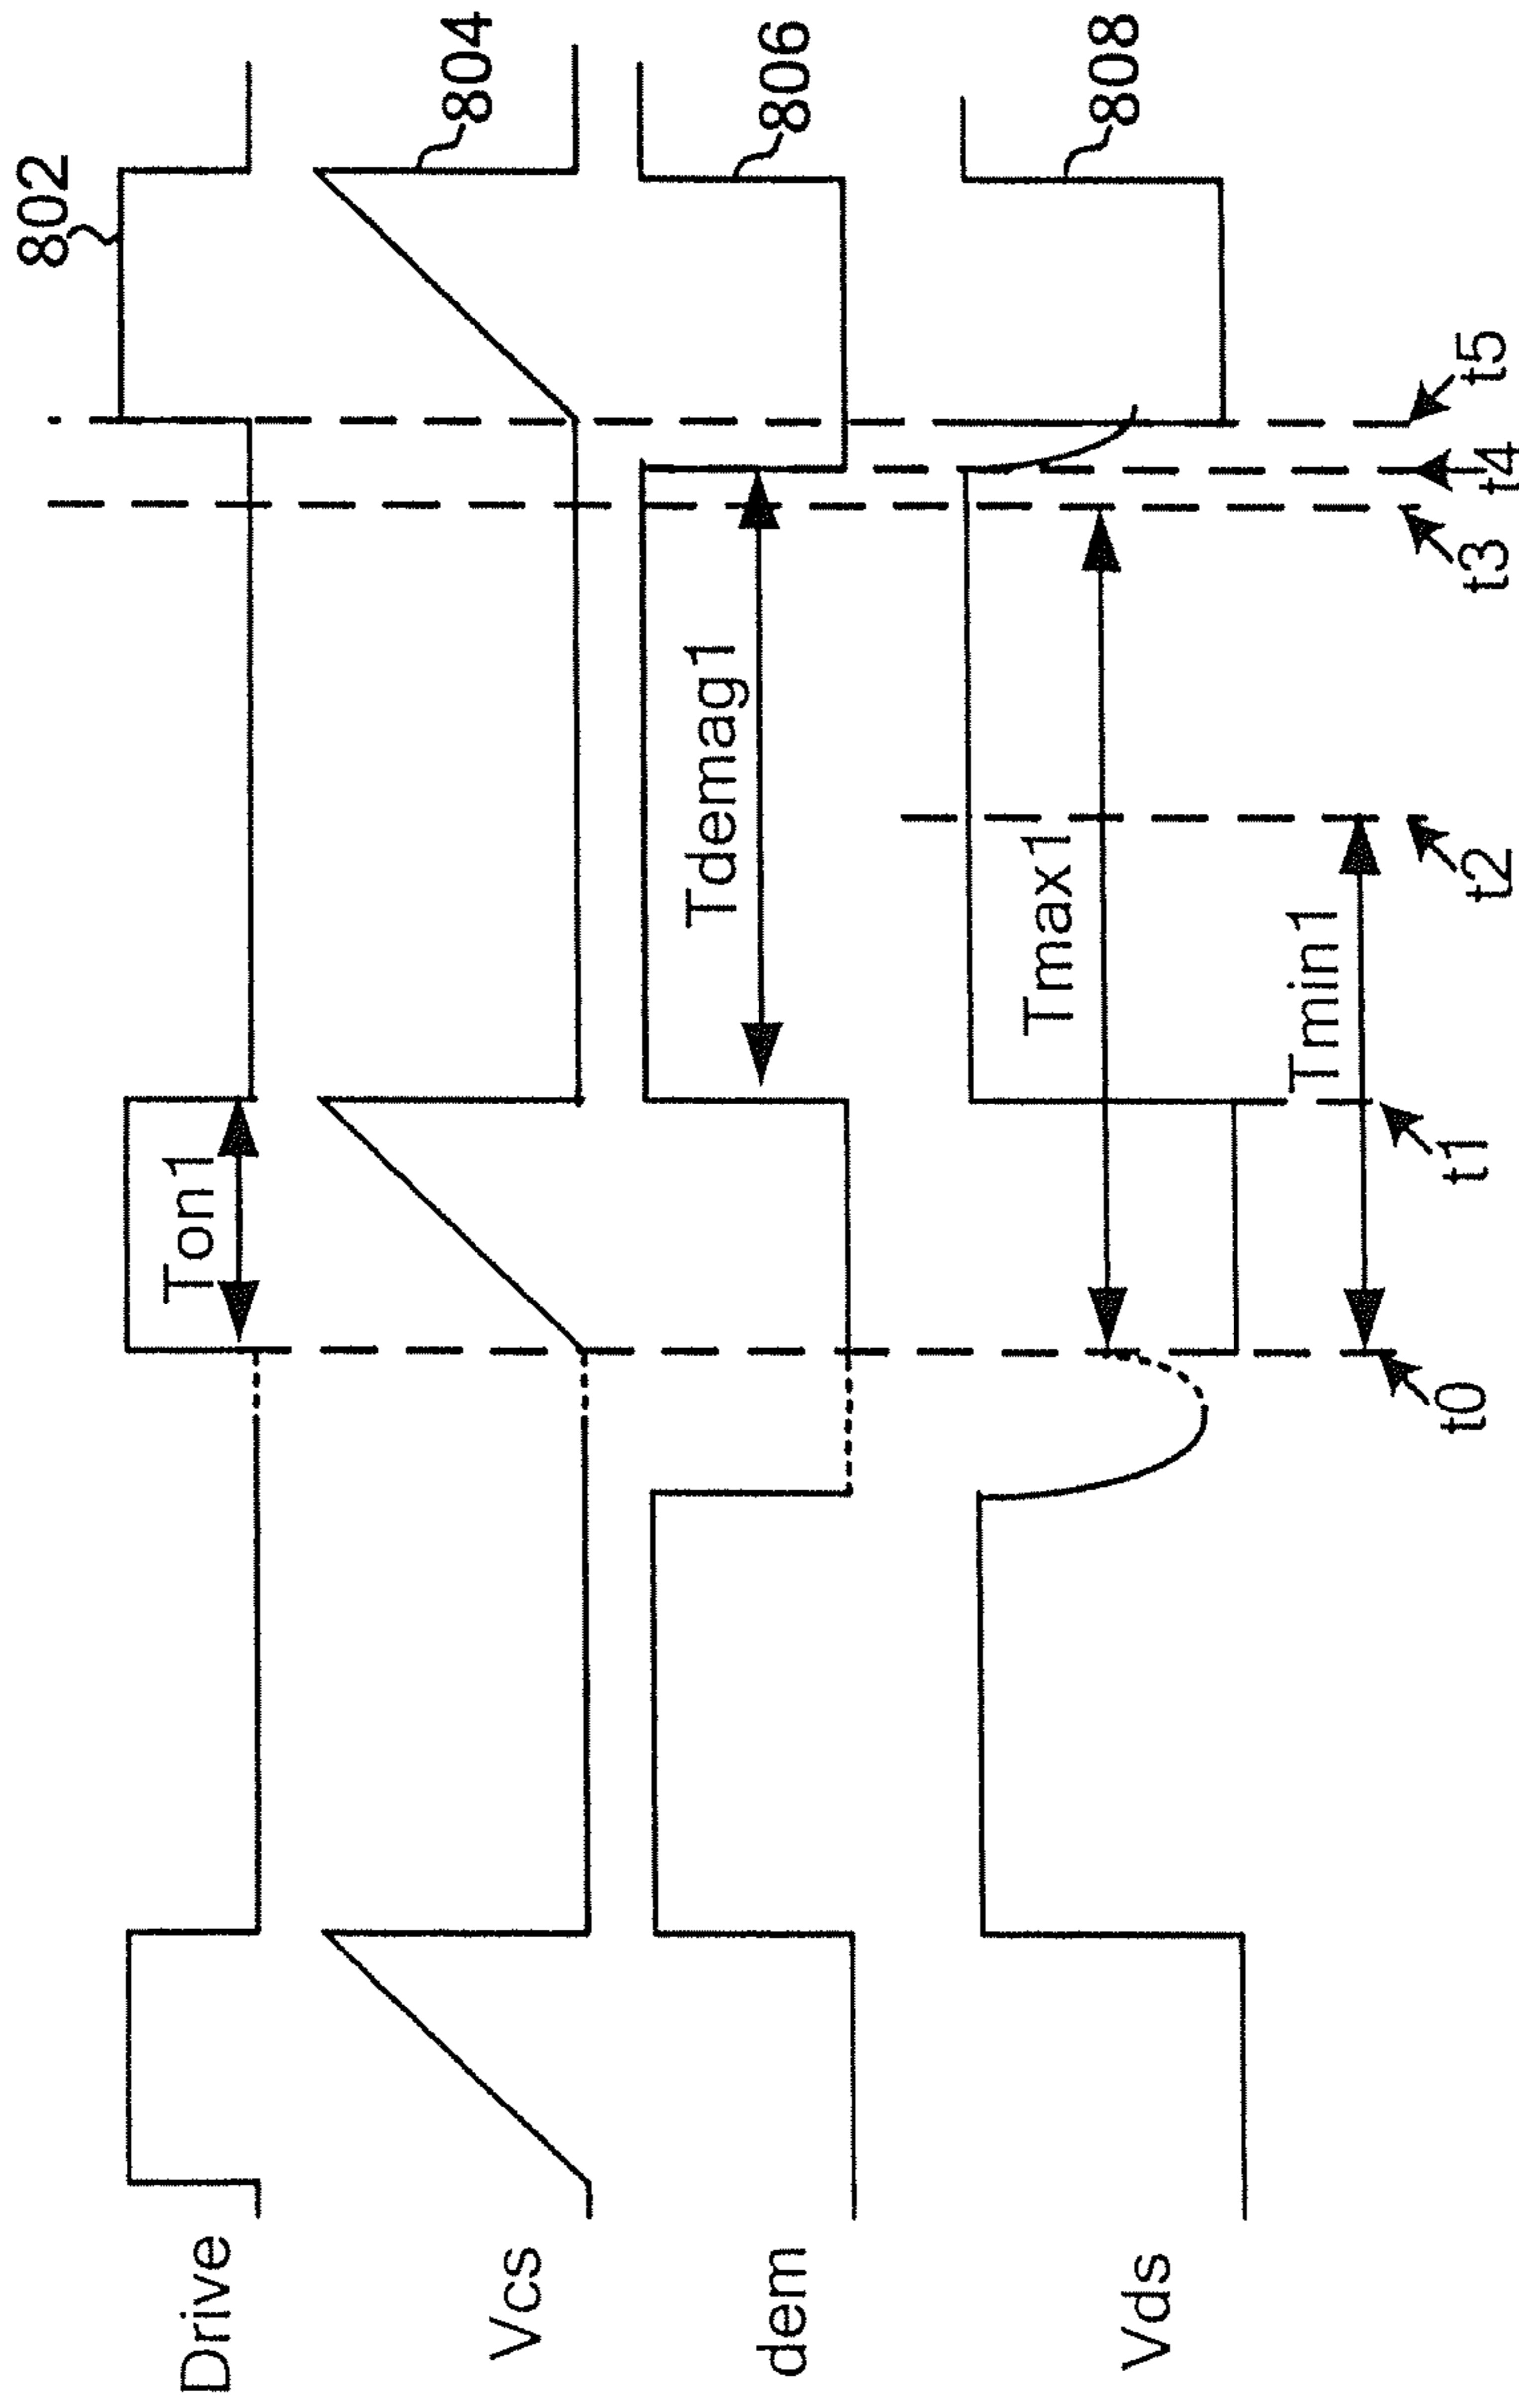 Drive
Ton1
802
Vcs
804
dem
Tdemag1
806
Vds
Tmax1
808
Tmin1
t0
t1
t2
t3
t4
t5